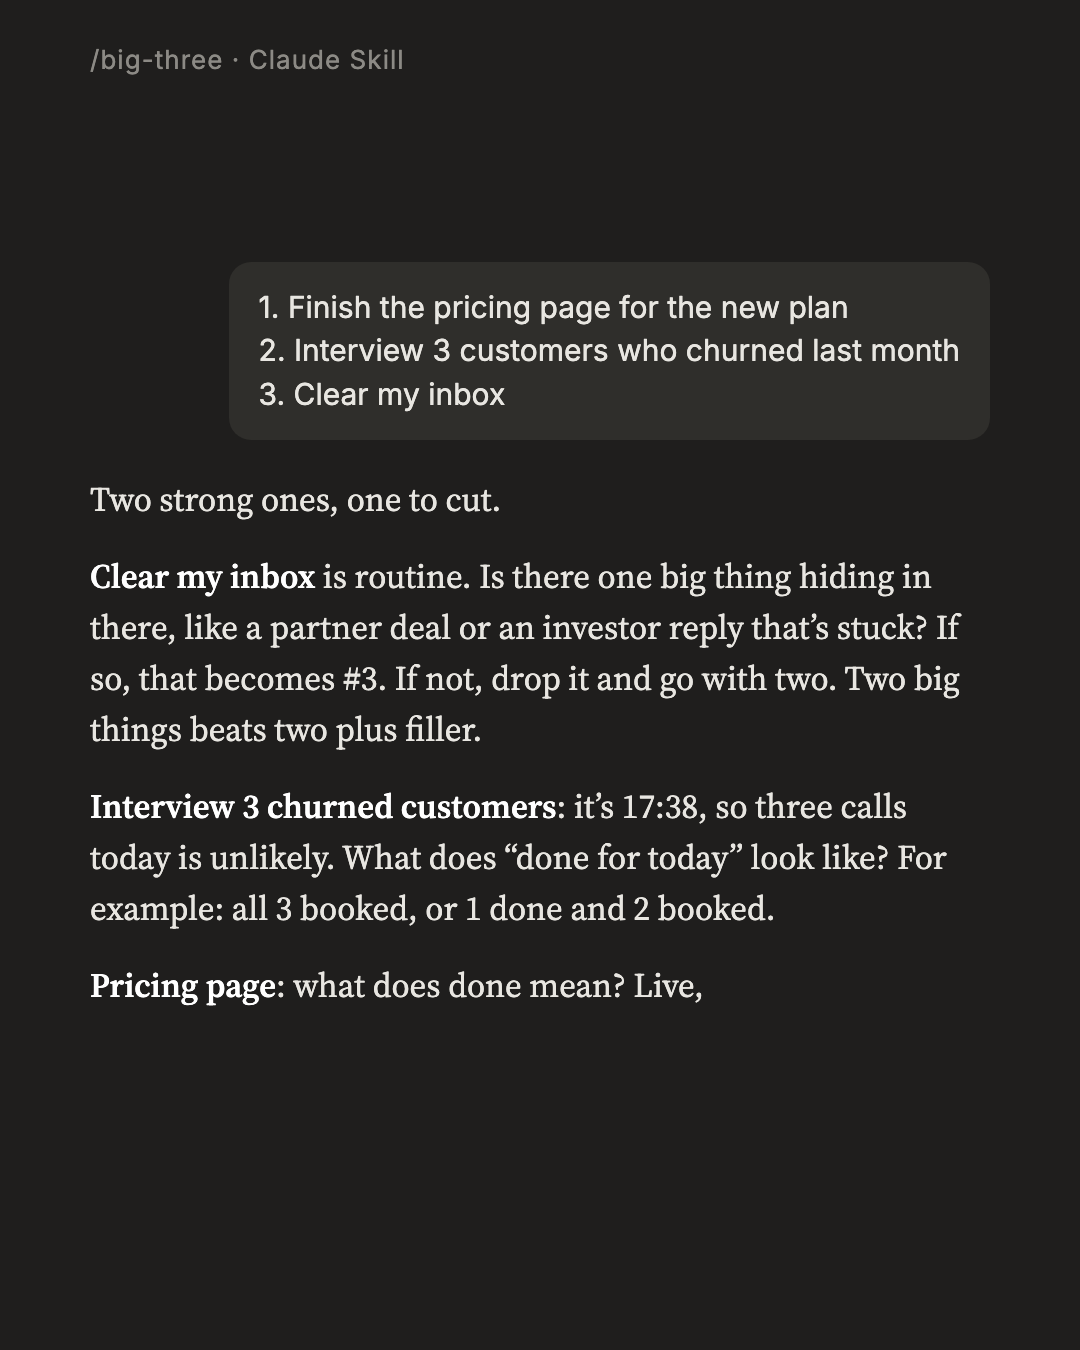 /big-three · Claude Skill
1. Finish the pricing page for the new plan
2. Interview 3 customers who churned last month
3. Clear my inbox
Two strong ones, one to cut.
Clear my inbox is routine. Is there one big thing hiding in
there, like a partner deal or an investor reply that’s stuck? If
so, that becomes #3. If not, drop it and go with two. Two big
things beats two plus filler.
Interview 3 churned customers: it’s 17:38, so three calls
today is unlikely. What does “done for today” look like? For
example: all 3 booked, or 1 done and 2 booked.
Pricing page: what does done mean? Live,